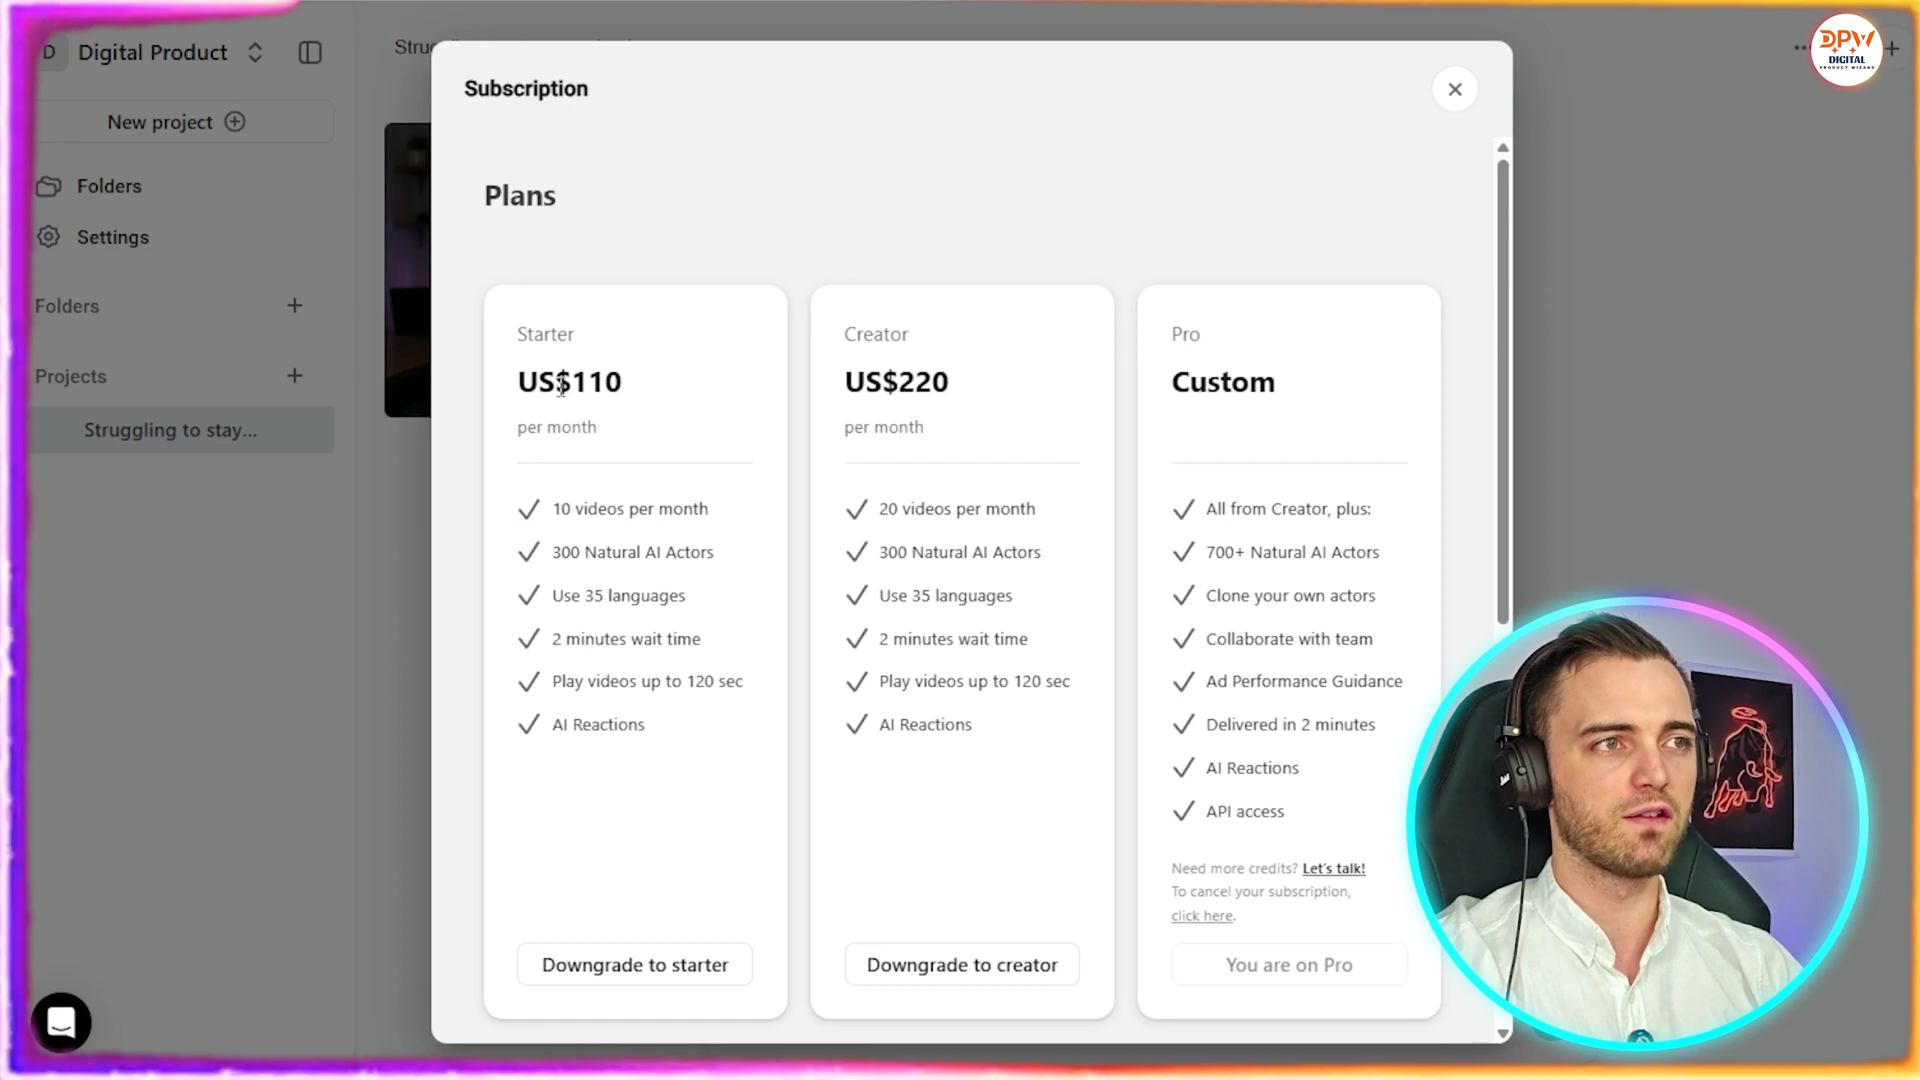 D Digital Product
New project
Folders
Settings
Folders
Projects
Struggling to stay...
Subscription
Plans
Starter
US$110
per month
10 videos per month
300 Natural AI Actors
Use 35 languages
2 minutes wait time
Play videos up to 120 sec
AI Reactions
Downgrade to starter
Creator
US$220
per month
20 videos per month
300 Natural AI Actors
Use 35 languages
2 minutes wait time
Play videos up to 120 sec
AI Reactions
Downgrade to creator
Pro
Custom
All from Creator, plus:
700+ Natural AI Actors
Clone your own actors
Collaborate with team
Ad Performance Guidance
Delivered in 2 minutes
AI Reactions
API access
Need more credits? Let's talk!
To cancel your subscription,
click here.
You are on Pro
DPW
DIGITAL
PRODUCT WIZARD